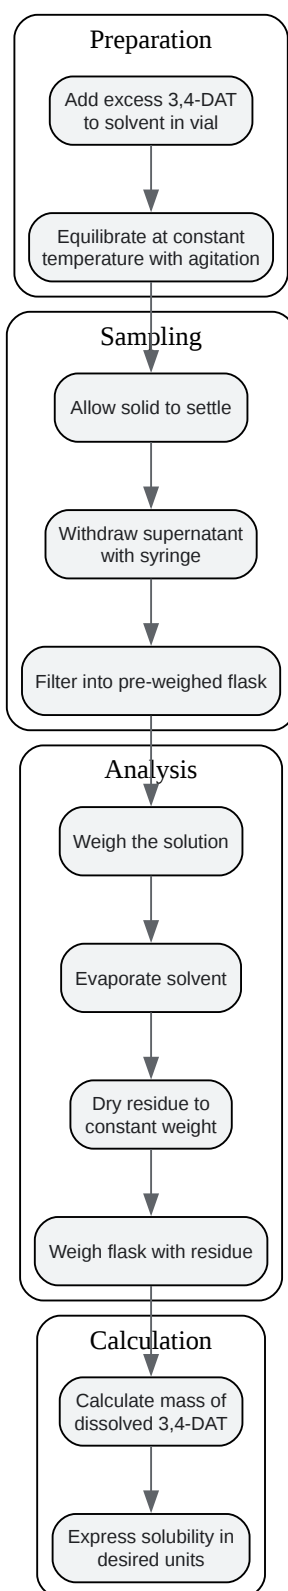 Preparation
Add excess 3,4-DAT
to solvent in vial
Equilibrate at constant
temperature with agitation
Sampling
Allow solid to settle
Withdraw supernatant
with syringe
Filter into pre-weighed flask
Analysis
Weigh the solution
Evaporate solvent
Dry residue to
constant weight
Weigh flask with residue
Calculation
Calculate mass of
dissolved 3,4-DAT
Express solubility in
desired units